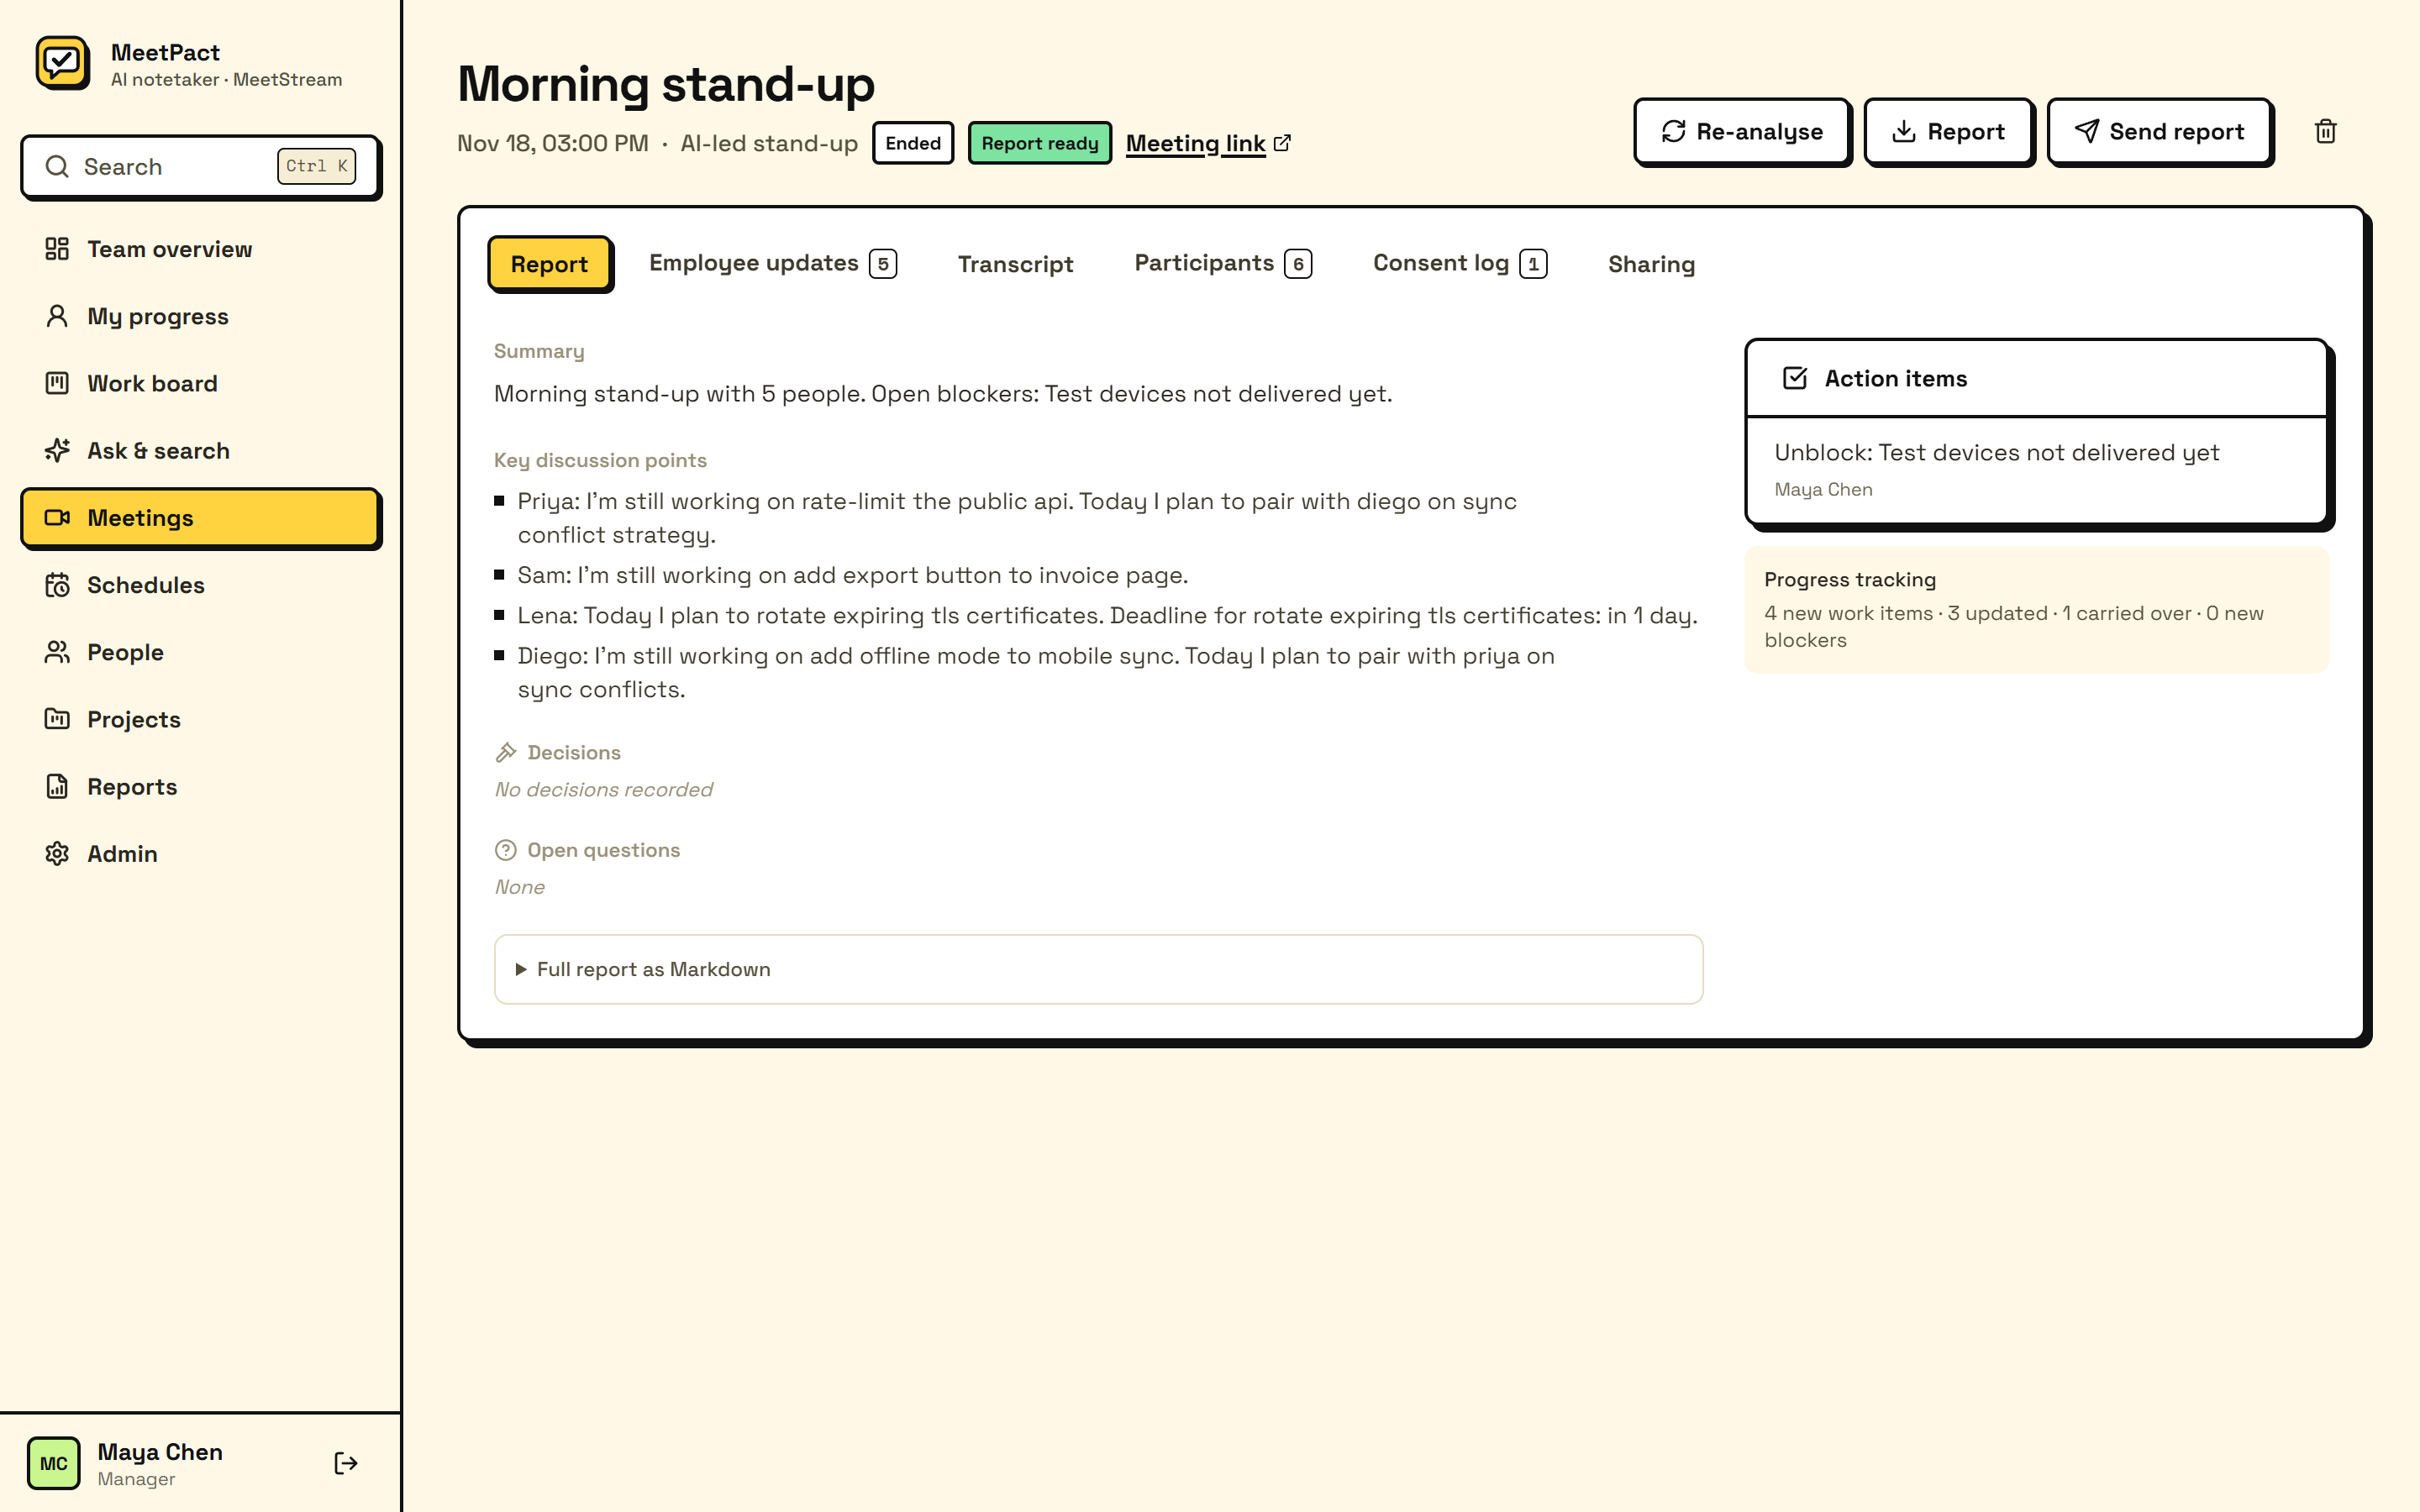 MeetPact
AI notetaker · MeetStream
Search
Ctrl K
Team overview
My progress
Work board
Ask & search
Meetings
Schedules
People
Projects
Reports
Admin
MC
Maya Chen
Manager
Morning stand-up
Nov 18, 03:00 PM · AI-led stand-up Ended Report ready Meeting link
Re-analyse
Report
Send report
Report
Employee updates 5
Transcript
Participants 6
Consent log 1
Sharing
Summary
Morning stand-up with 5 people. Open blockers: Test devices not delivered yet.
Key discussion points
Priya: I'm still working on rate-limit the public api. Today I plan to pair with diego on sync
conflict strategy.
Sam: I'm still working on add export button to invoice page.
Lena: Today I plan to rotate expiring tls certificates. Deadline for rotate expiring tls certificates: in 1 day.
Diego: I'm still working on add offline mode to mobile sync. Today I plan to pair with priya on
sync conflicts.
Decisions
No decisions recorded
Open questions
None
Full report as Markdown
Action items
Unblock: Test devices not delivered yet
Maya Chen
Progress tracking
4 new work items · 3 updated · 1 carried over · 0 new
blockers